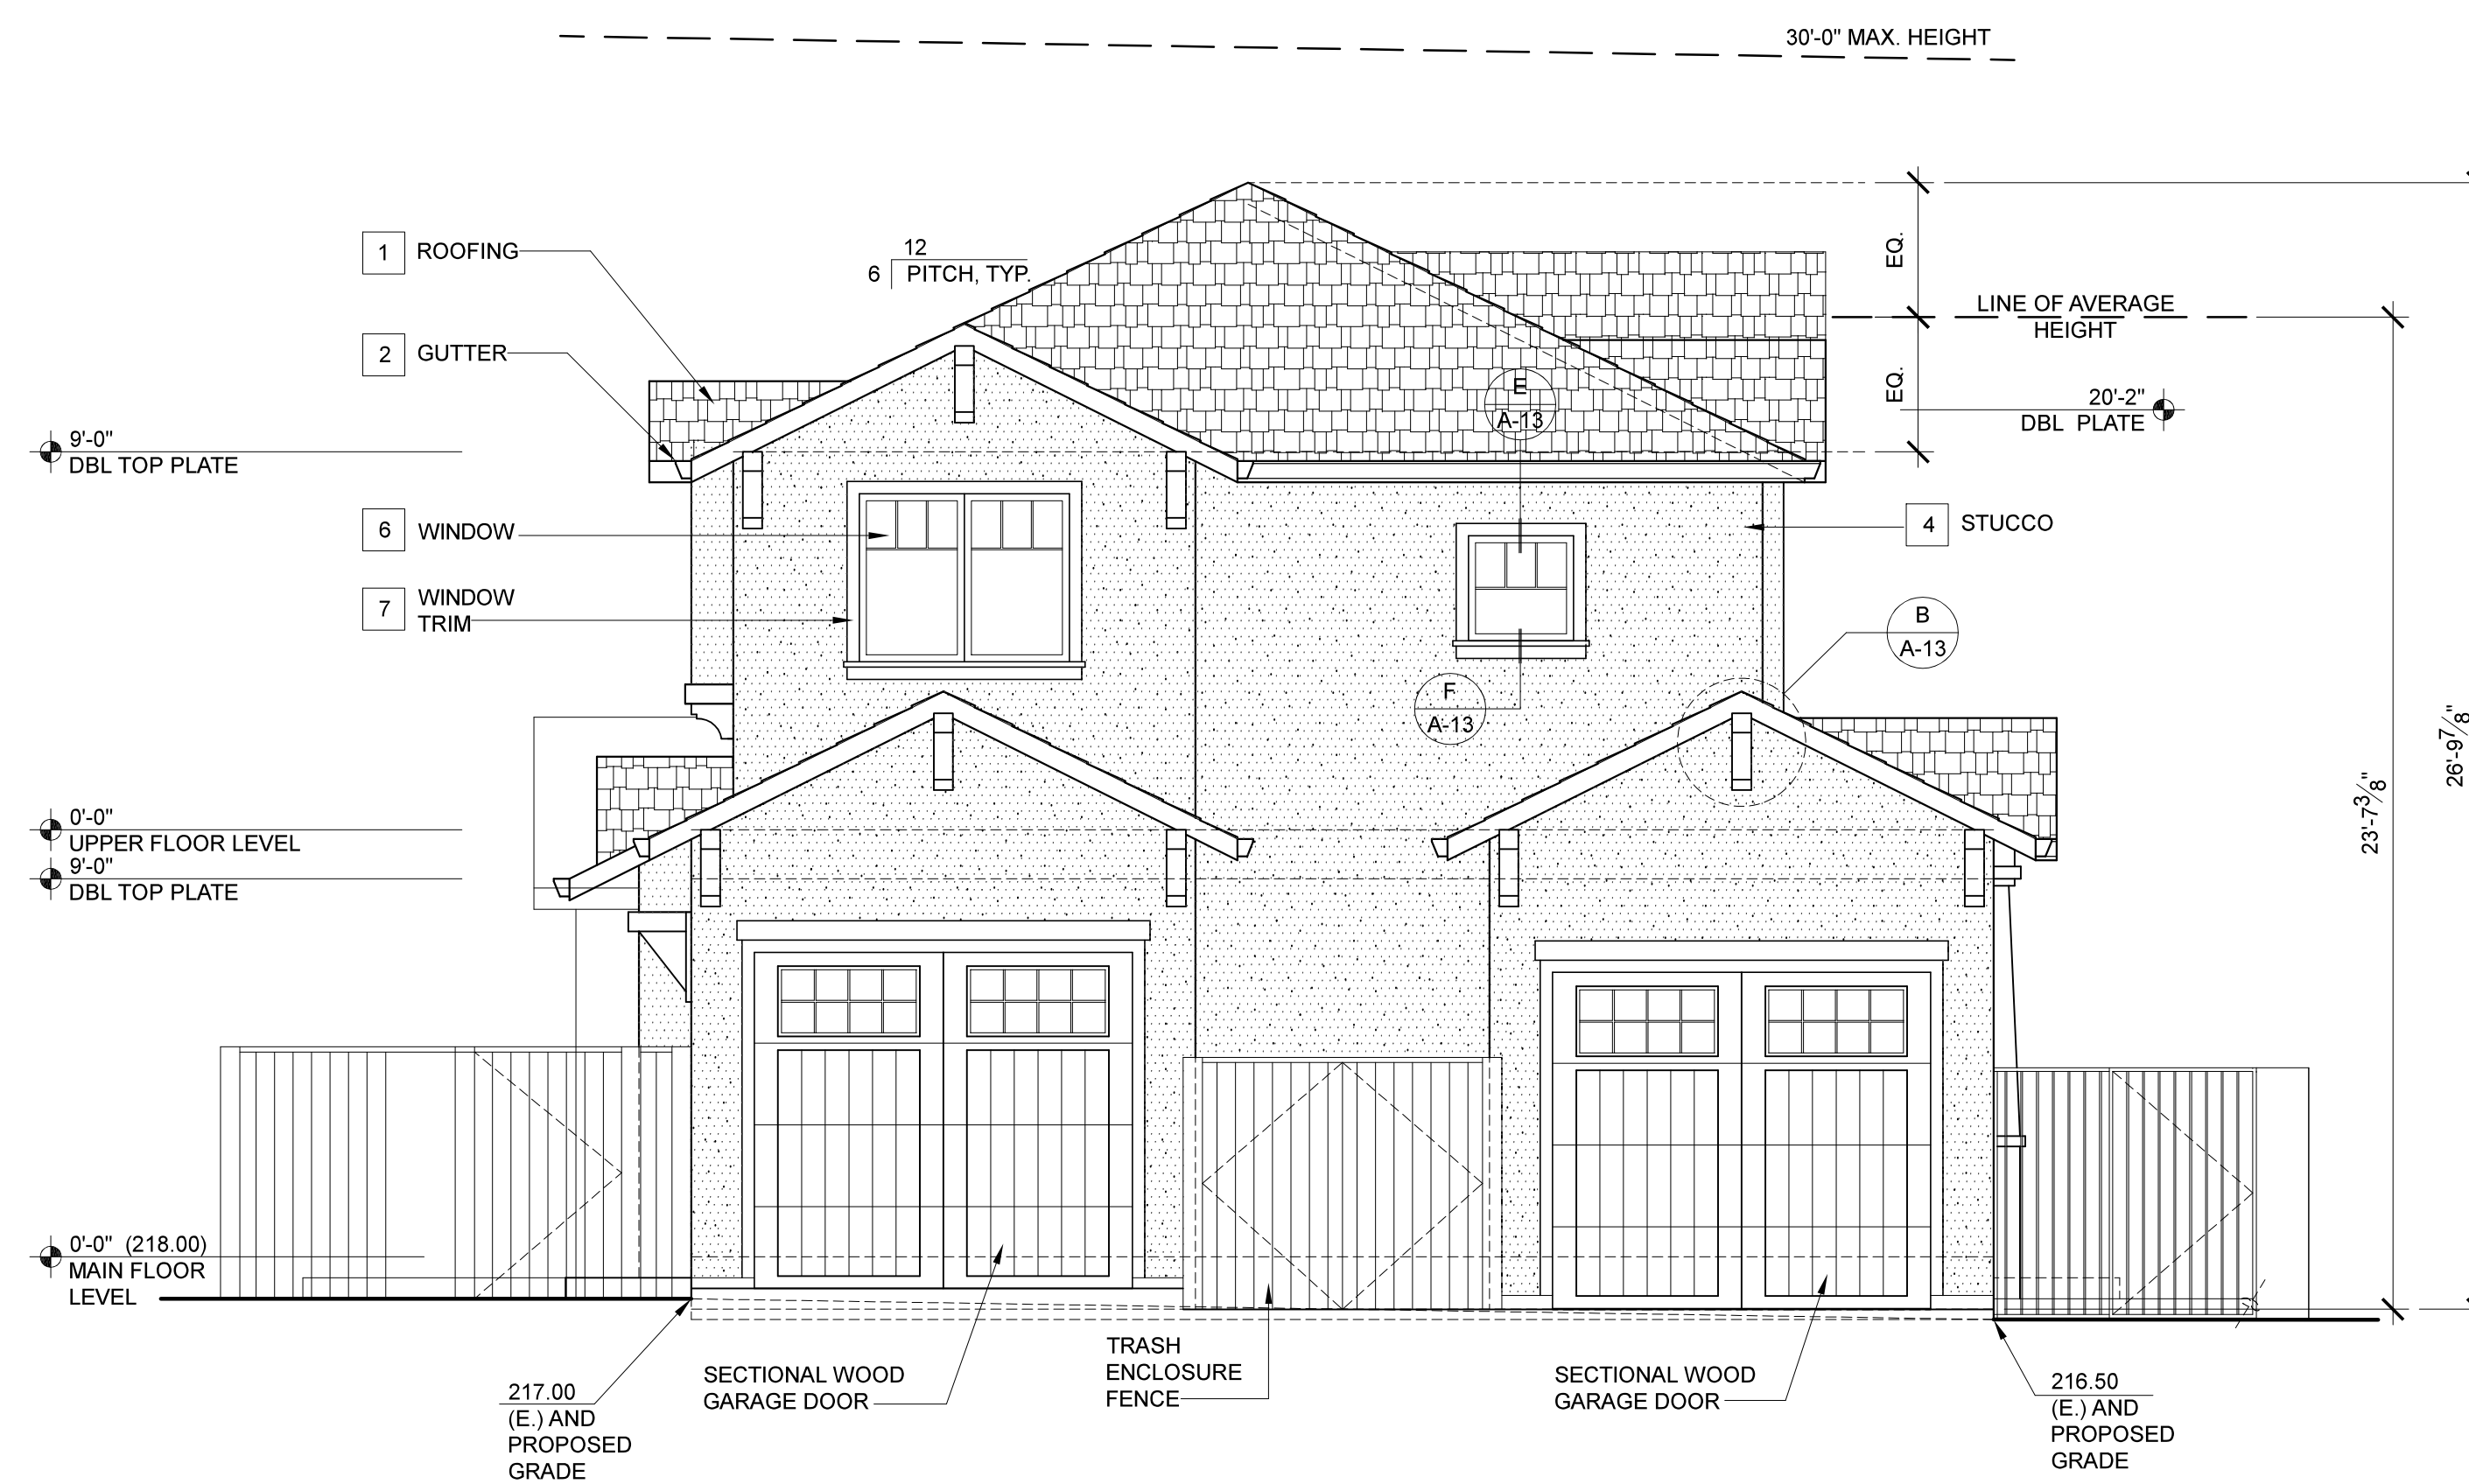 30'-0" MAX. HEIGHT
1 ROOFING
12
6 PITCH, TYP.
EQ.
LINE OF AVERAGE
HEIGHT
2 GUTTER
EQ.
E
A-13
20'-2"
DBL PLATE
9'-0"
DBL TOP PLATE
6 WINDOW
4 STUCCO
7 WINDOW
TRIM
B
A-13
F
A-13
26'-9 7/8"
23'-7 3/8"
0'-0"
UPPER FLOOR LEVEL
9'-0"
DBL TOP PLATE
0'-0" (218.00)
MAIN FLOOR
LEVEL
217.00
(E.) AND
PROPOSED
GRADE
SECTIONAL WOOD
GARAGE DOOR
TRASH
ENCLOSURE
FENCE
SECTIONAL WOOD
GARAGE DOOR
216.50
(E.) AND
PROPOSED
GRADE